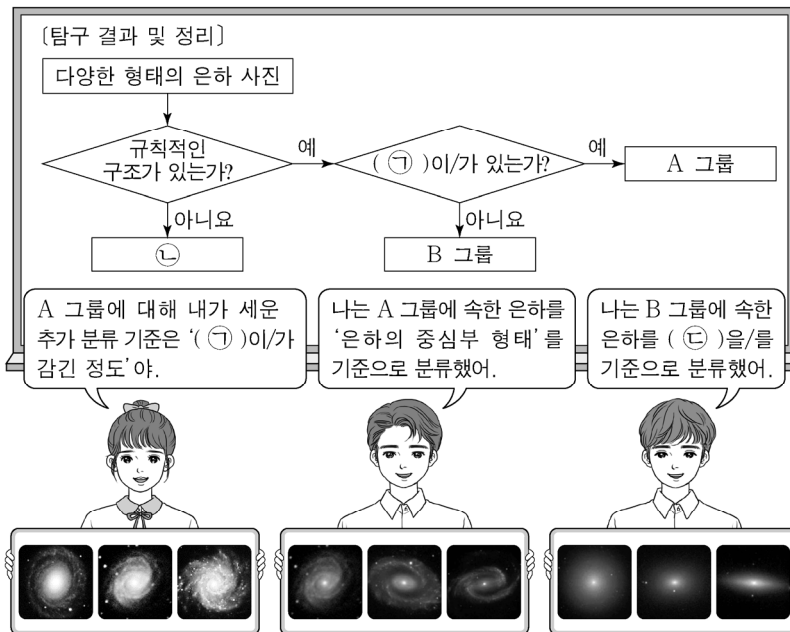 〔탐구 결과 및 정리〕
다양한 형태의 은하 사진
규칙적인
구조가 있는가?
예
( ㉠ )이/가 있는가?
예
A 그룹
아니요
아니요
㉡
B 그룹
A 그룹에 대해 내가 세운
추가 분류 기준은 ‘( ㉠ )이/가
감긴 정도’야.
나는 A 그룹에 속한 은하를
‘은하의 중심부 형태’를
기준으로 분류했어.
나는 B 그룹에 속한
은하를 ( ㉢ )을/를
기준으로 분류했어.